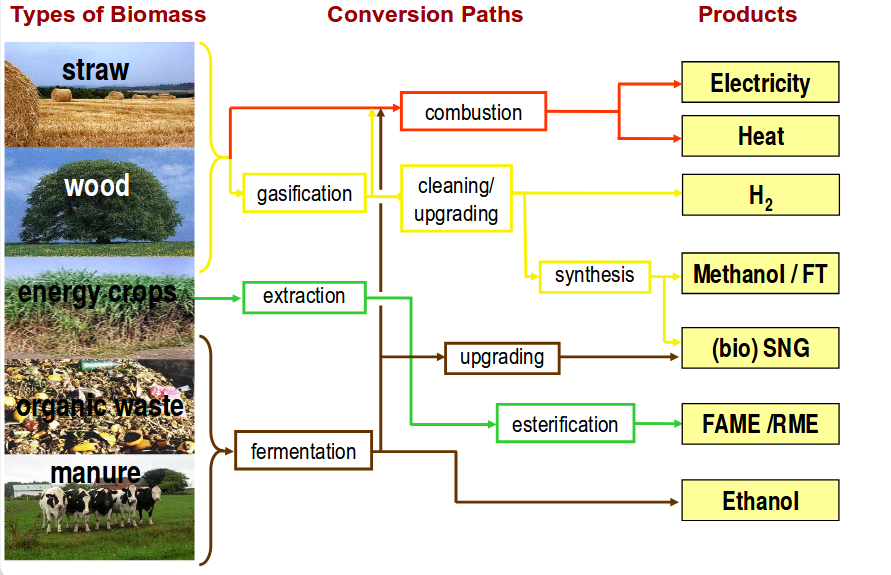 Types of Biomass
Conversion Paths
Products
straw
wood
energy crops
organic waste
manure
combustion
gasification
cleaning/
upgrading
synthesis
extraction
upgrading
esterification
fermentation
Electricity
Heat
H₂
Methanol / FT
(bio) SNG
FAME /RME
Ethanol